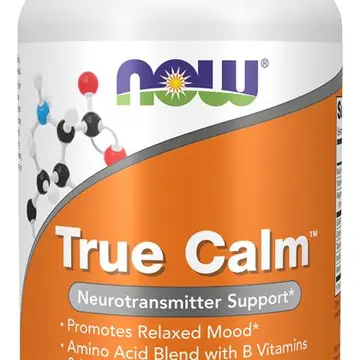 NOW
True Calm™
Neurotransmitter Support*
• Promotes Relaxed Mood*
• Amino Acid Blend with B Vitamins